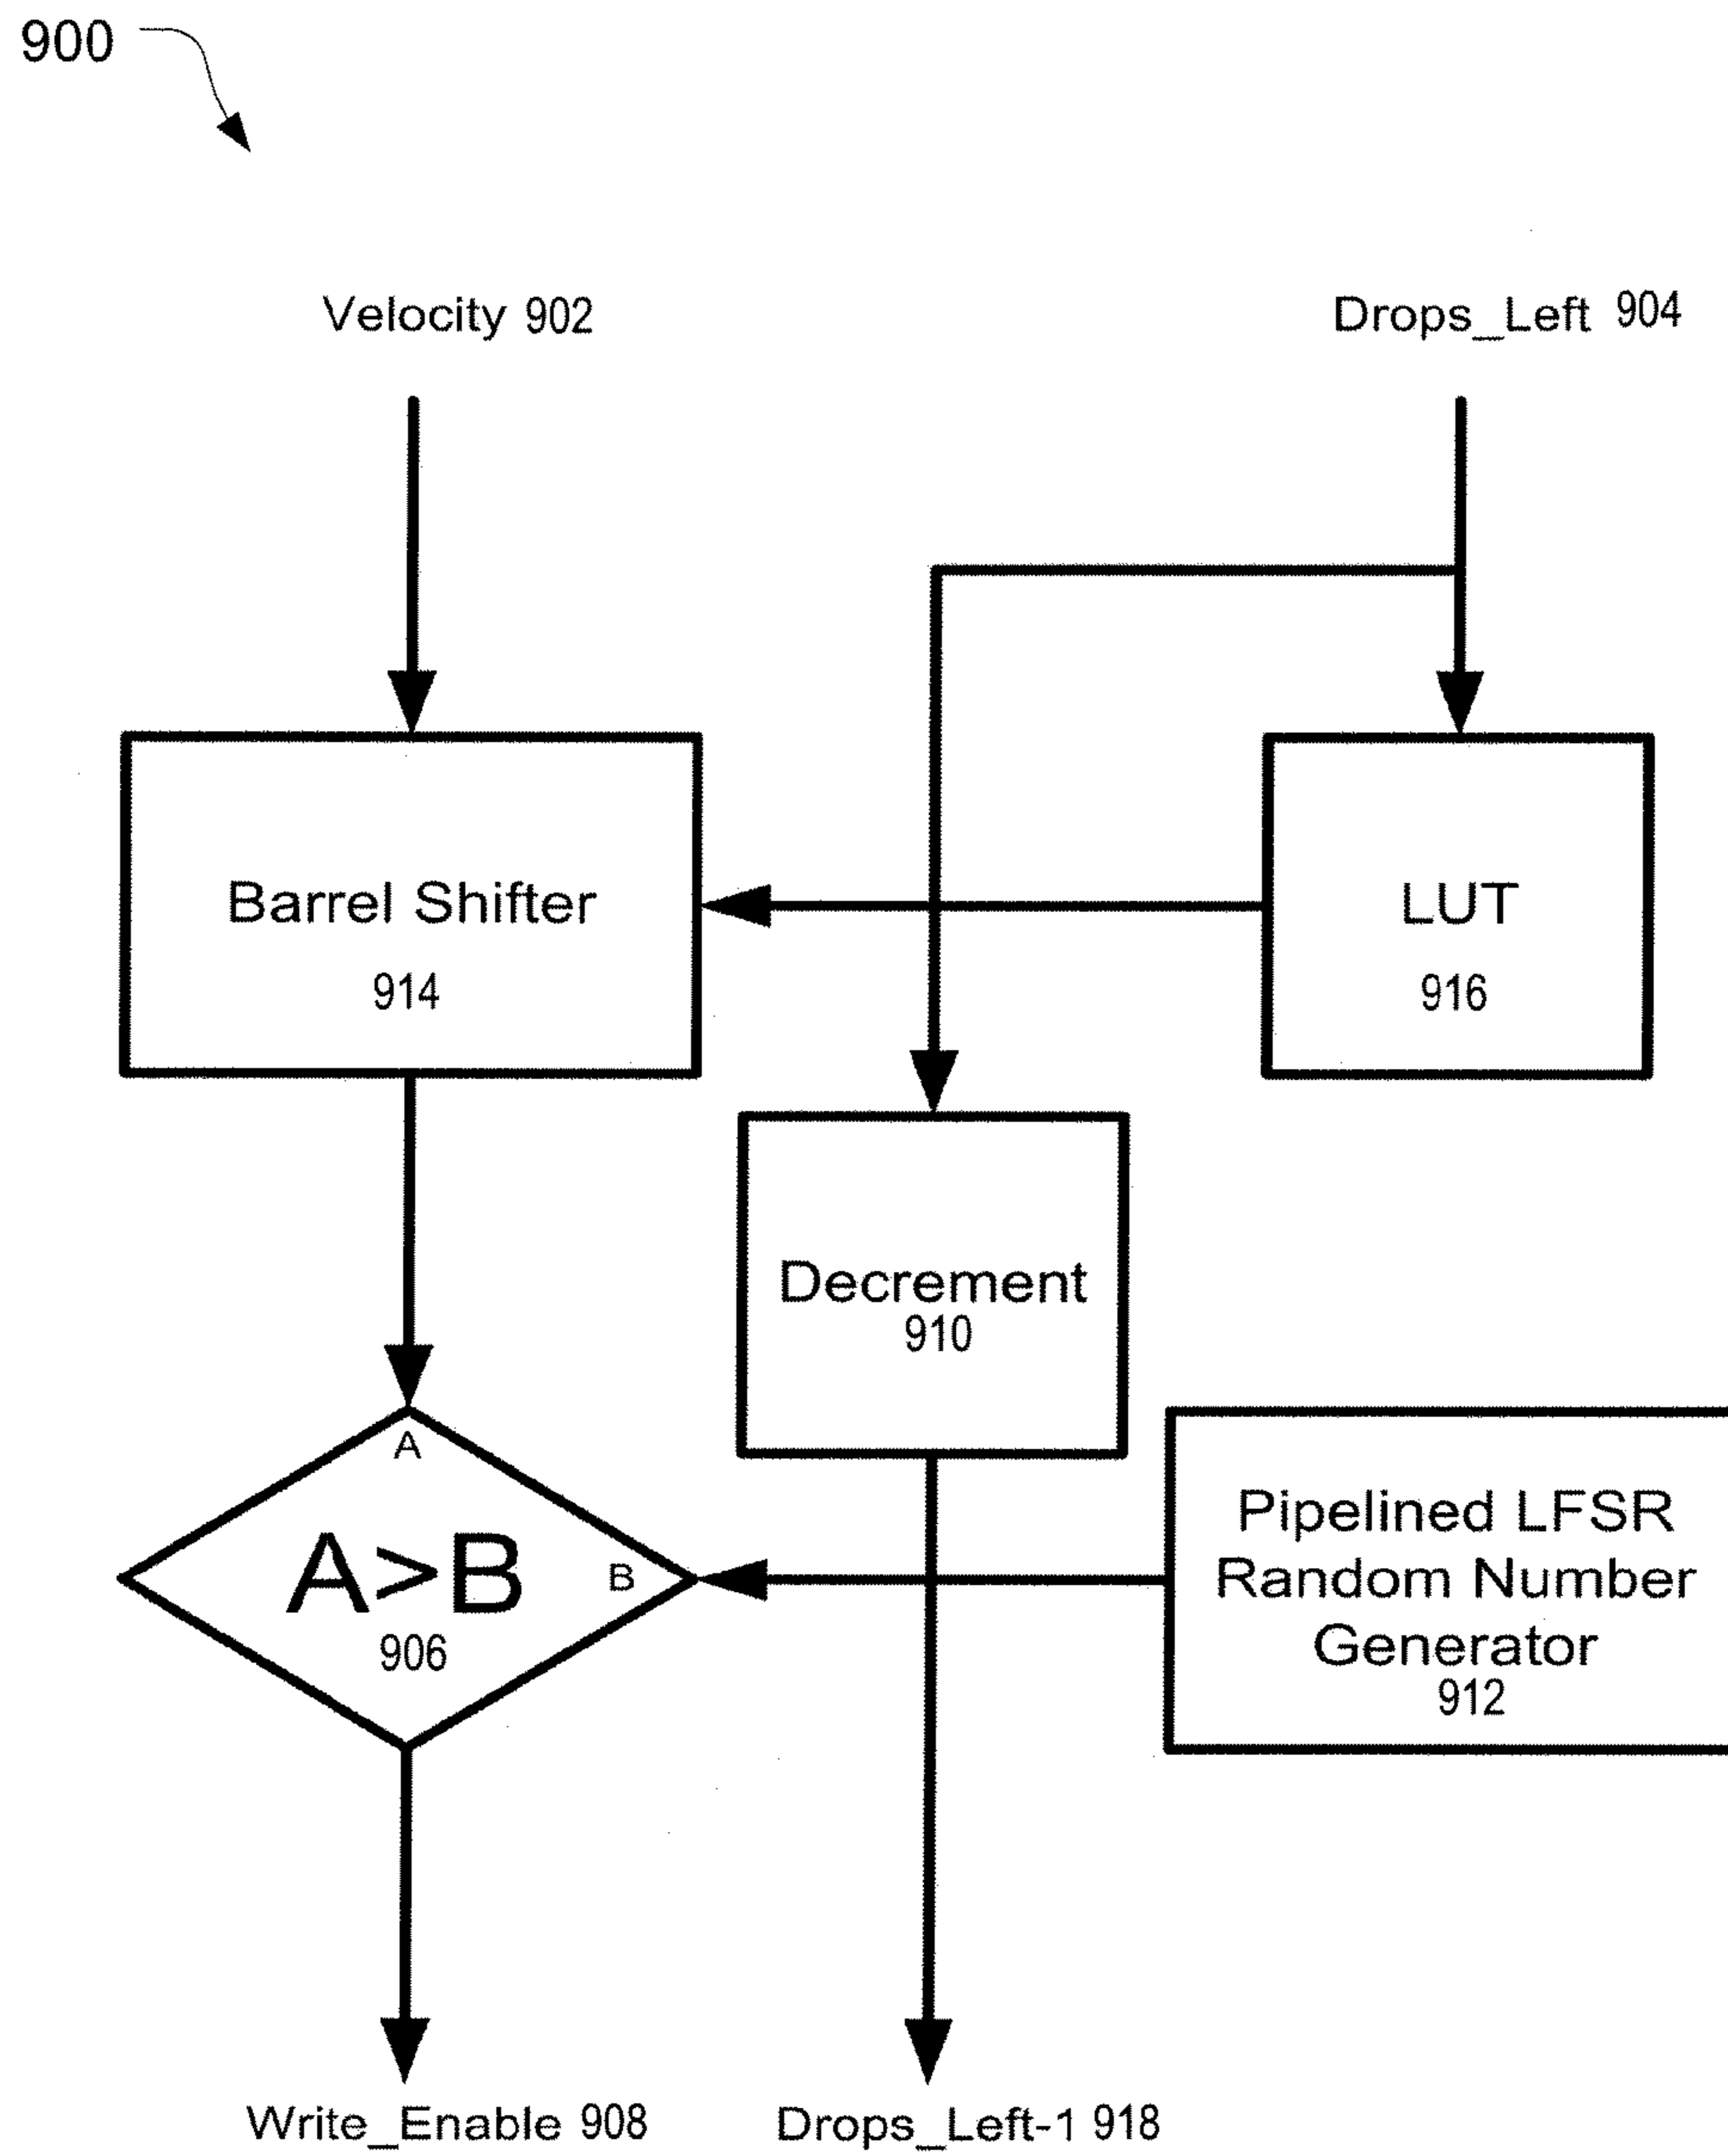 900
Velocity 902
Drops_Left 904
Barrel Shifter
914
LUT
916
Decrement
910
A
A>B
B
906
Pipelined LFSR
Random Number
Generator
912
Write_Enable 908
Drops_Left-1 918